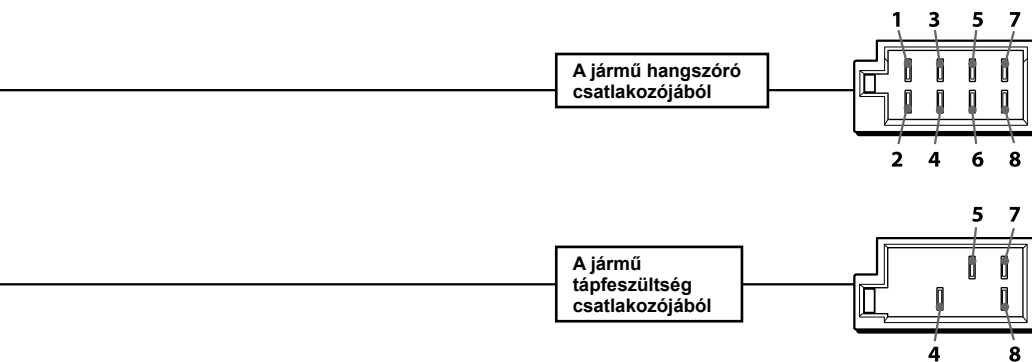 1 3 5 7
A jármű hangszóró
csatlakozójából
2 4 6 8
5 7
A jármű
tápfeszültség
csatlakozójából
4 8